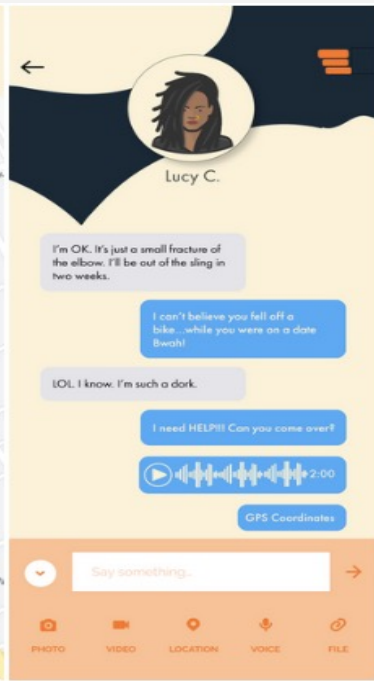 Lucy C.
I'm OK. It's just a small fracture of
the elbow. I'll be out of the sling in
two weeks.
I can't believe you fell off a
bike...while you were on a date
Bwah!
LOL. I know. I'm such a dork.
I need HELP!!! Can you come over?
2:00
GPS Coordinates
Say something..
PHOTO
VIDEO
LOCATION
VOICE
FILE